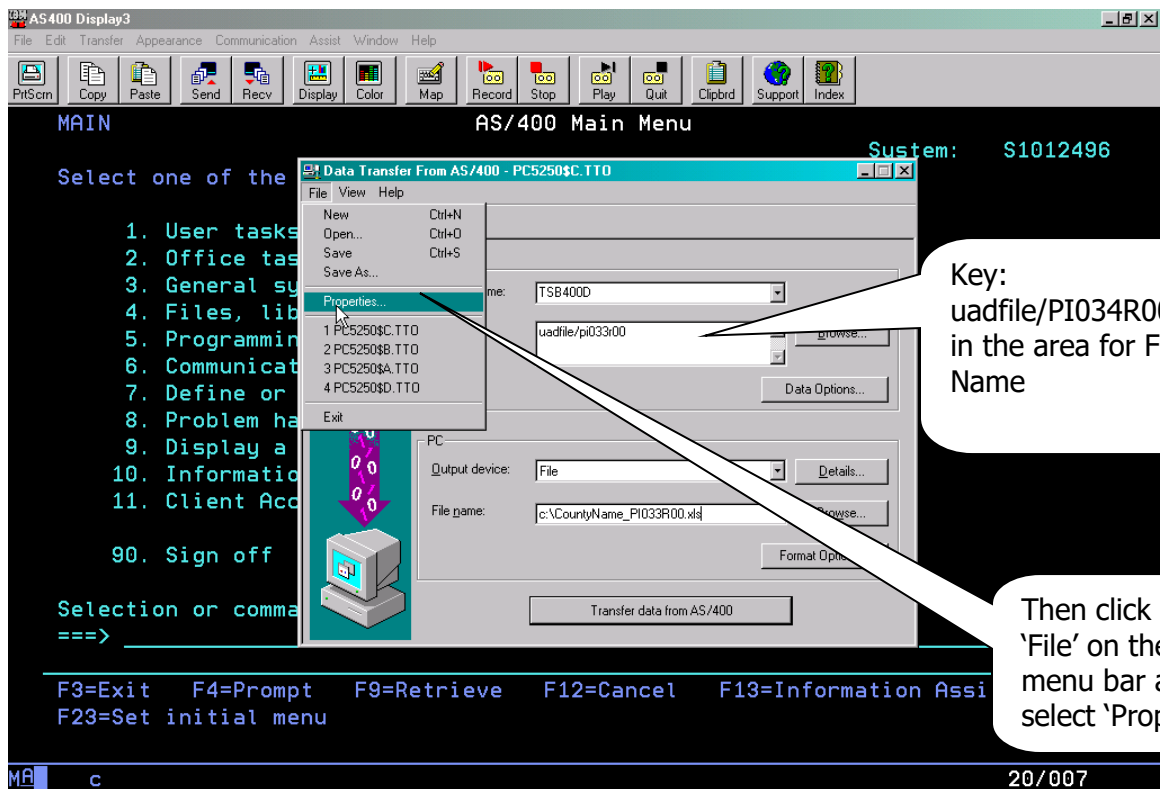 AS400 Display3
File Edit Transfer Appearance Communication Assist Window Help
PrtScrn Copy Paste Send Recv Display Color Map Record Stop Play Quit Clipbrd Support Index
MAIN AS/400 Main Menu
System: S1012496
Select one of the
1. User tasks
2. Office tas
3. General sy
4. Files, lib
5. Programmin
6. Communicat
7. Define or
8. Problem ha
9. Display a
10. Informatio
11. Client Acc
90. Sign off
Selection or comma
===>
F3=Exit F4=Prompt F9=Retrieve F12=Cancel F13=Information Assi
F23=Set initial menu
MA c 20/007
Data Transfer From AS/400 - PC5250$C.TTO
File View Help
New Ctrl+N
Open... Ctrl+O
Save Ctrl+S
Save As...
Properties...
1 PC5250$C.TTO
2 PC5250$B.TTO
3 PC5250$A.TTO
4 PC5250$D.TTO
Exit
me: TSB400D
uadfile/pi033r00 Browse...
Data Options...
PC
Output device: File Details...
File name: c:\CountyName_PI033R00.xls Browse...
Format Opti
Transfer data from AS/400
Key:
uadfile/PI034R00
in the area for F
Name
Then click
‘File’ on the
menu bar a
select ‘Prop